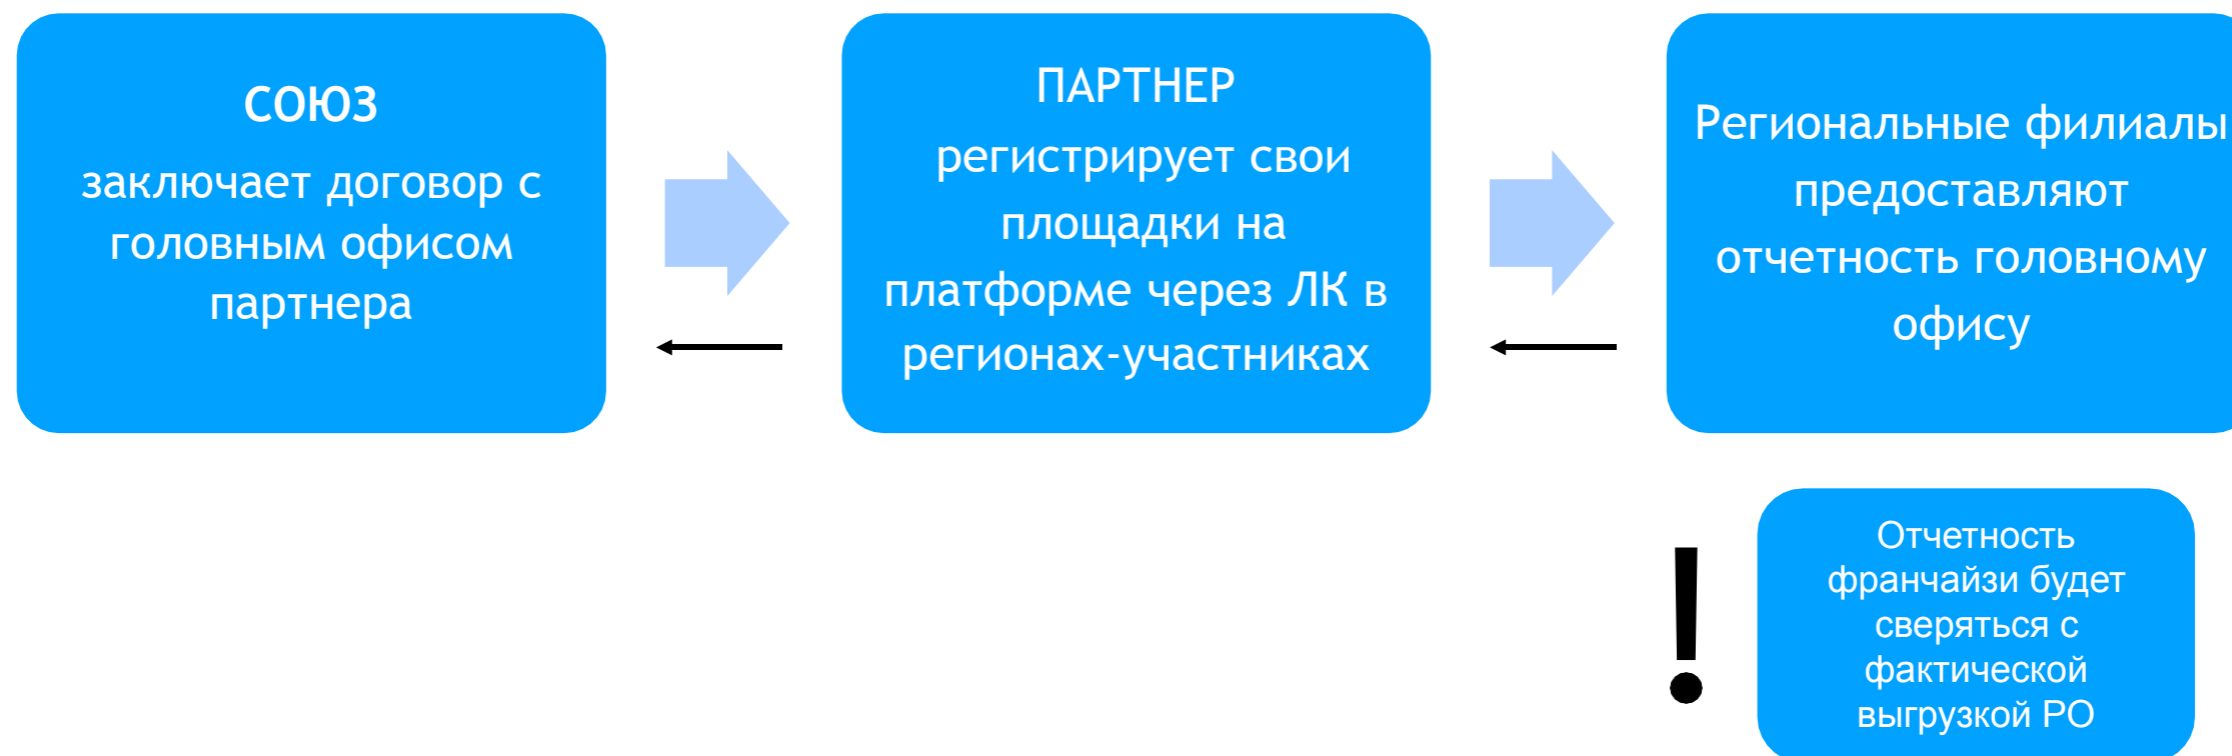 СОЮЗ
заключает договор с
головным офисом
партнера
ПАРТНЕР
регистрирует свои
площадки на
платформе через ЛК в
регионах-участниках
Региональные филиалы
предоставляют
отчетность головному
офису
!
Отчетность
франчайзи будет
сверяться с
фактической
выгрузкой РО